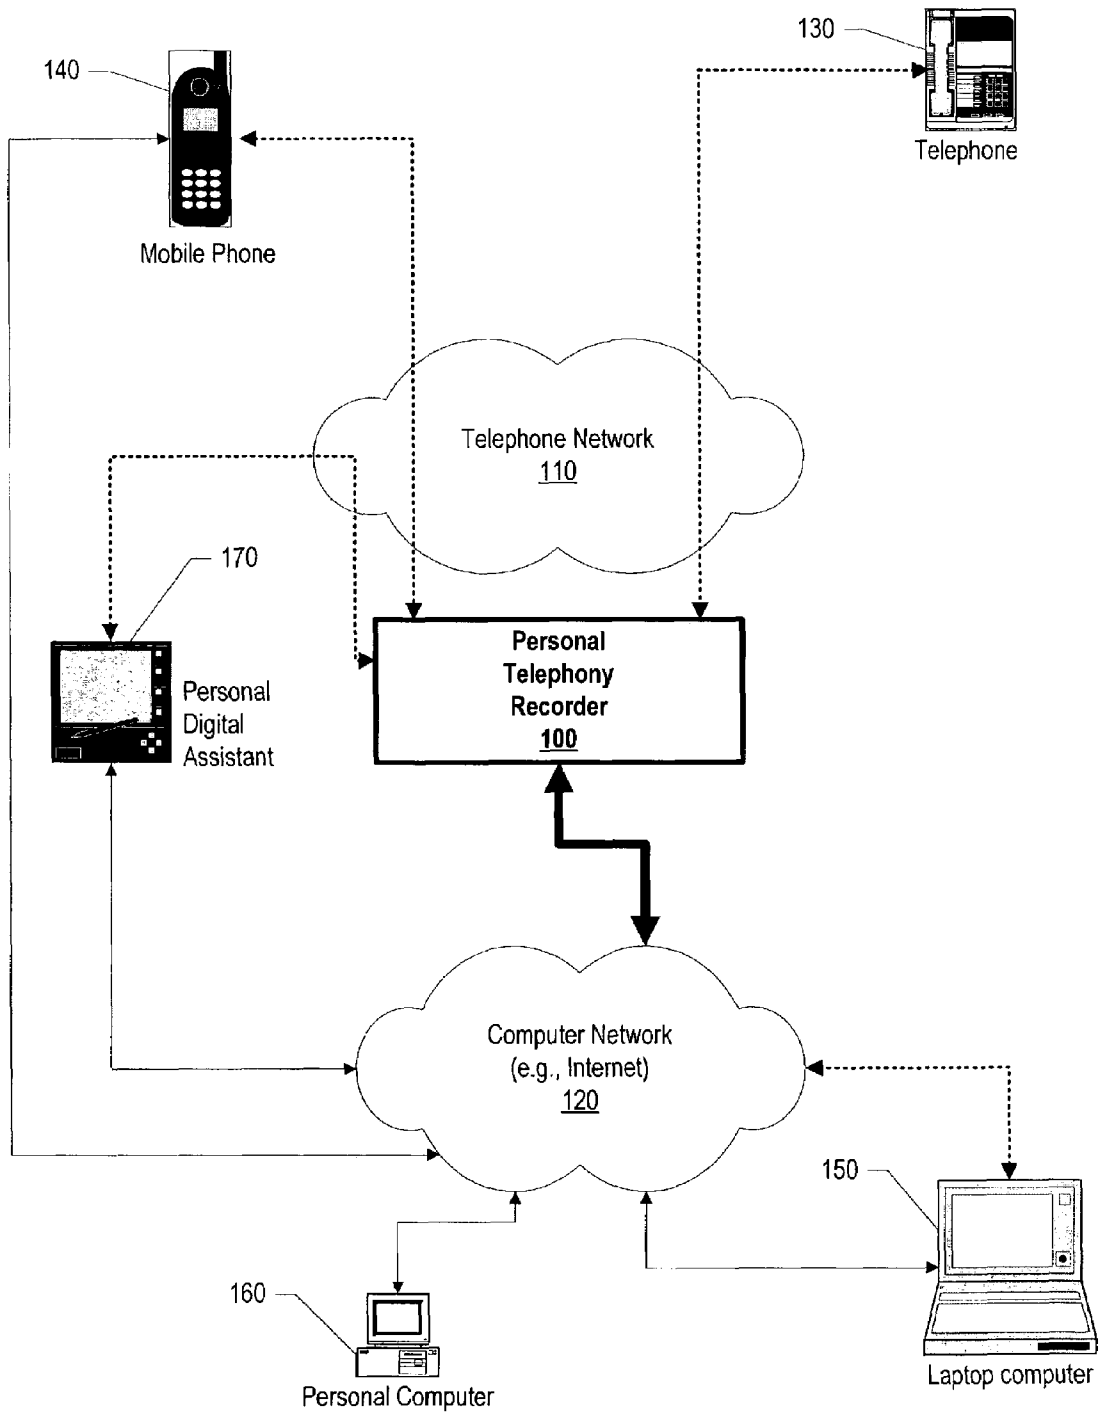 130
140
Telephone
Mobile Phone
Telephone Network
110
170
Personal
Telephony
Recorder
100
Personal
Digital
Assistant
Computer Network
(e.g., Internet)
120
150
160
Laptop computer
Personal Computer